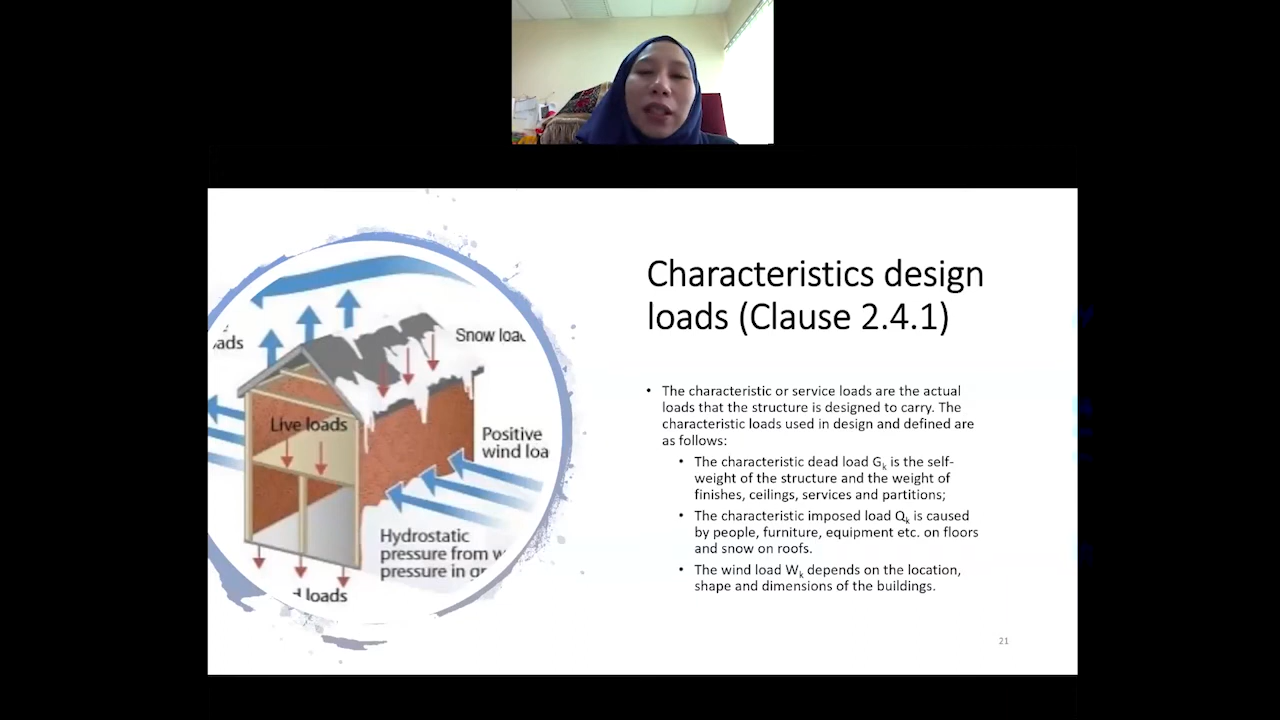 Characteristics design
loads (Clause 2.4.1)
• The characteristic or service loads are the actual
loads that the structure is designed to carry. The
characteristic loads used in design and defined are
as follows:
• The characteristic dead load Gk is the self-
weight of the structure and the weight of
finishes, ceilings, services and partitions;
• The characteristic imposed load Qk is caused
by people, furniture, equipment etc. on floors
and snow on roofs.
• The wind load Wk depends on the location,
shape and dimensions of the buildings.
Snow loa
Live loads
Positive
wind loa
Hydrostatic
pressure from
pressure in
loads
21